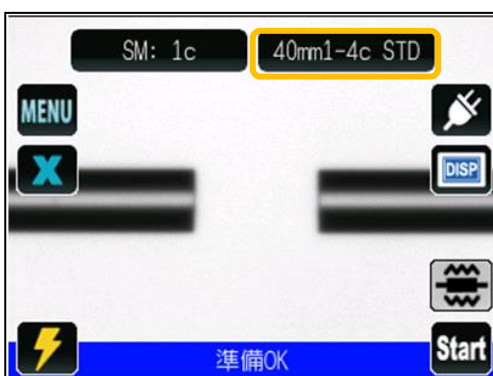 SM: 1c
40mm1-4c STD
MENU
X
DISP
Start
準備OK